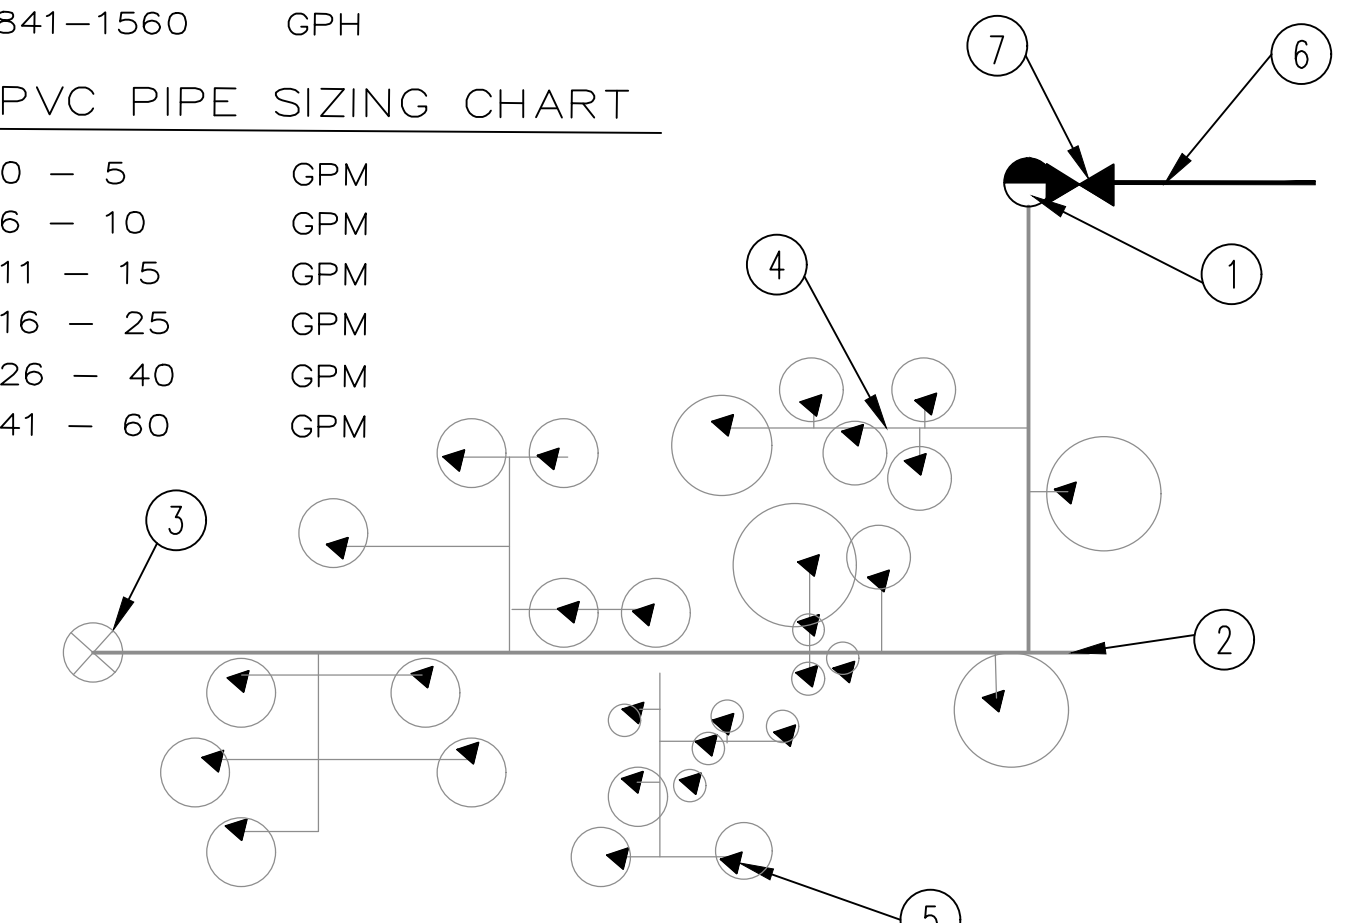 841-1560 GPH
PVC PIPE SIZING CHART
0 - 5 GPM
6 - 10 GPM
11 - 15 GPM
16 - 25 GPM
26 - 40 GPM
41 - 60 GPM
7
6
4
1
3
2
5